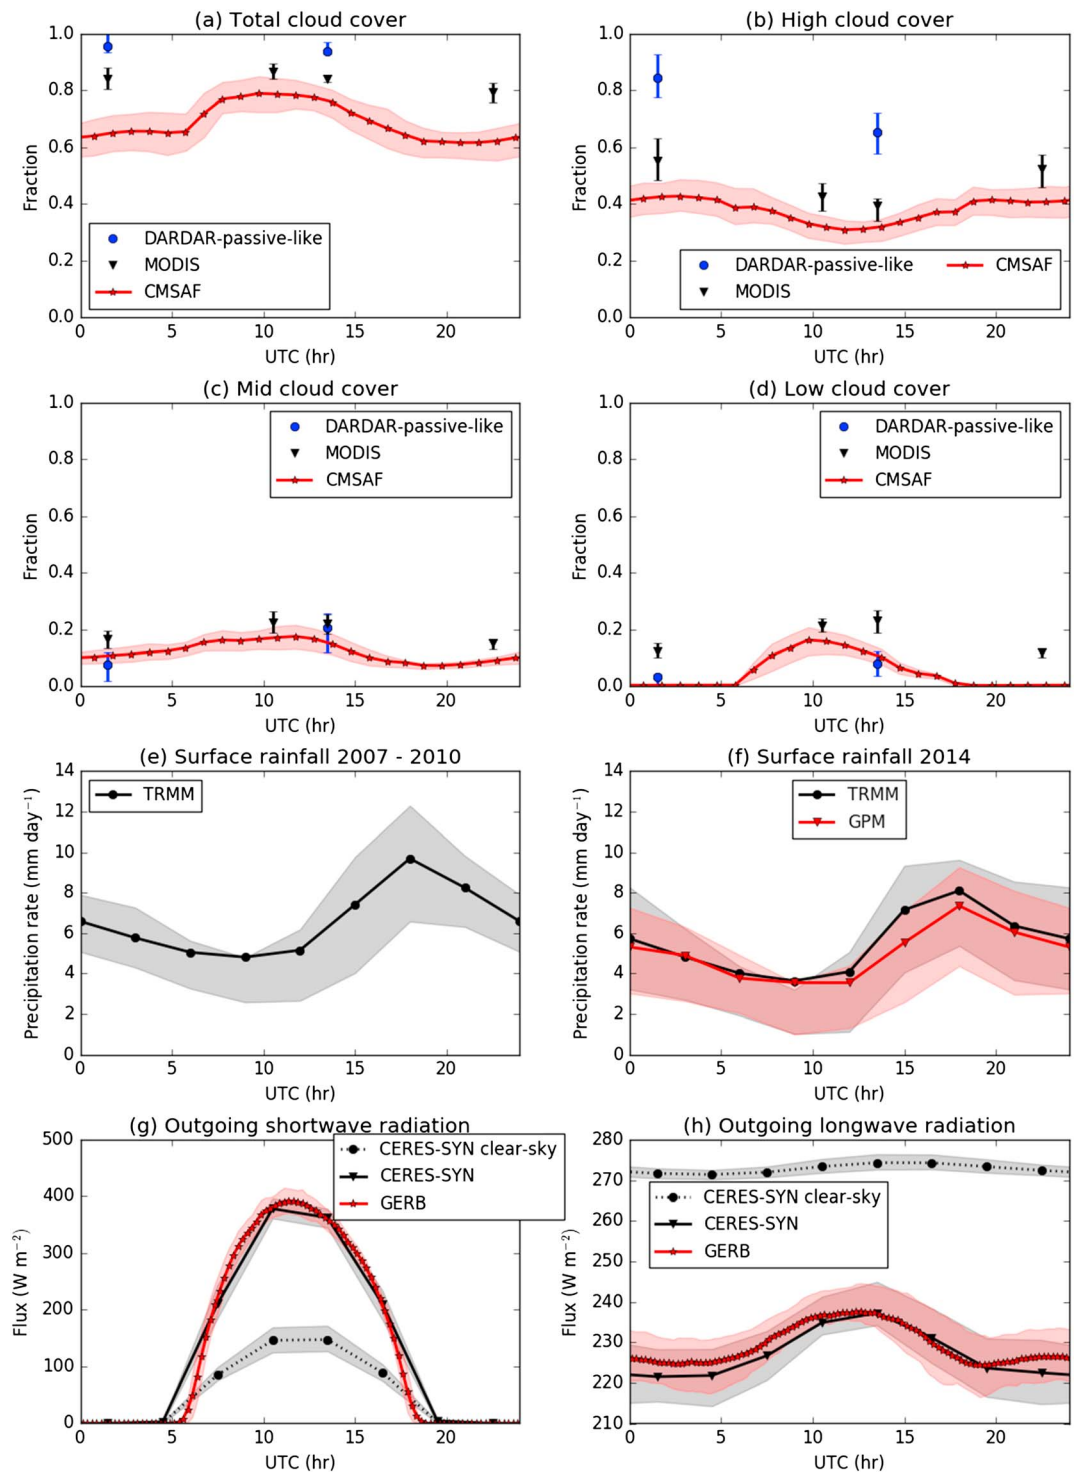 (a) Total cloud cover
1.0
0.8
0.6
0.4
0.2
0.0
Fraction
DARDAR-passive-like
MODIS
CMSAF
0 5 10 15 20
UTC (hr)
(b) High cloud cover
1.0
0.8
0.6
0.4
0.2
0.0
Fraction
DARDAR-passive-like CMSAF
MODIS
0 5 10 15 20
UTC (hr)
(c) Mid cloud cover
1.0
0.8
0.6
0.4
0.2
0.0
Fraction
DARDAR-passive-like
MODIS
CMSAF
0 5 10 15 20
UTC (hr)
(d) Low cloud cover
1.0
0.8
0.6
0.4
0.2
0.0
Fraction
DARDAR-passive-like
MODIS
CMSAF
0 5 10 15 20
UTC (hr)
(e) Surface rainfall 2007 - 2010
14
12
10
8
6
4
2
0
Precipitation rate (mm day⁻¹)
TRMM
0 5 10 15 20
UTC (hr)
(f) Surface rainfall 2014
14
12
10
8
6
4
2
0
Precipitation rate (mm day⁻¹)
TRMM
GPM
0 5 10 15 20
UTC (hr)
(g) Outgoing shortwave radiation
500
400
300
200
100
0
Flux (W m⁻²)
CERES-SYN clear-sky
CERES-SYN
GERB
0 5 10 15 20
UTC (hr)
(h) Outgoing longwave radiation
280
270
260
250
240
230
220
210
Flux (W m⁻²)
CERES-SYN clear-sky
CERES-SYN
GERB
0 5 10 15 20
UTC (hr)